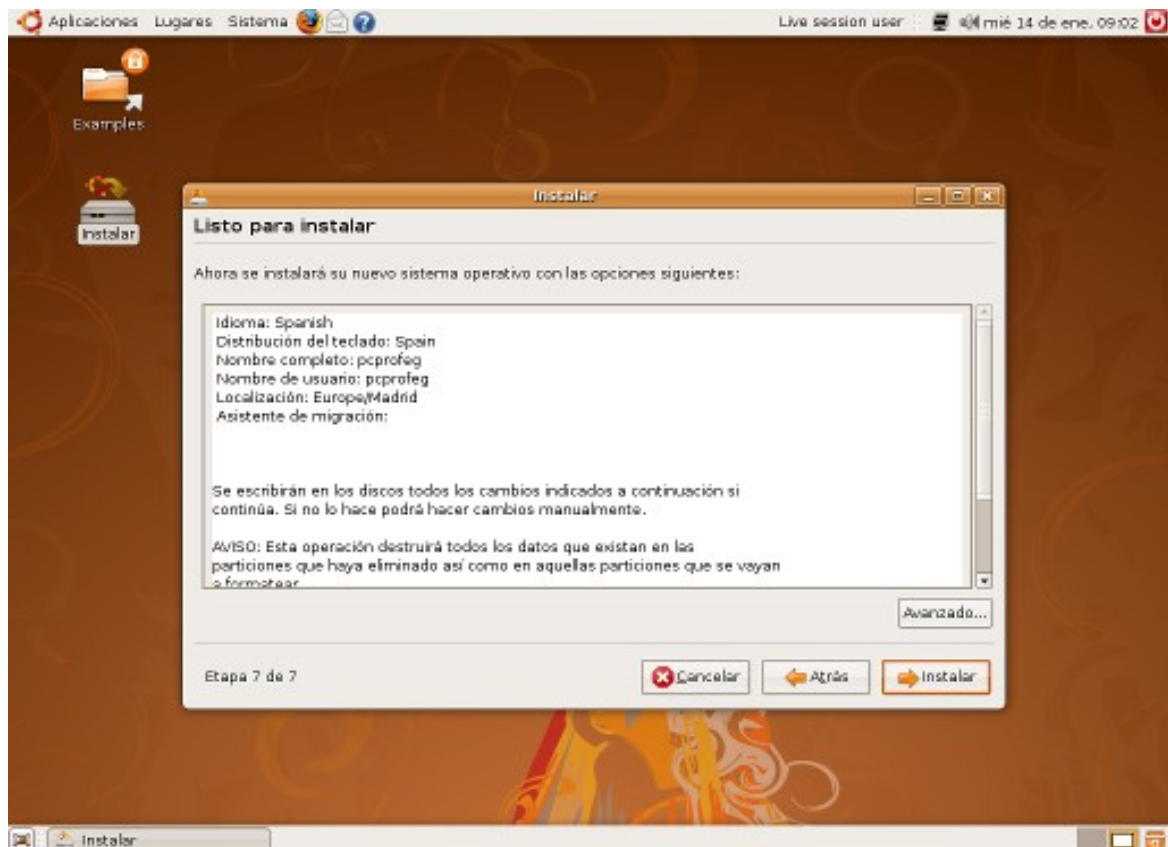 Aplicaciones Lugares Sistema
Live session user mié 14 de ene, 09:02
Examples
Instalar
Instalar
Listo para instalar
Ahora se instalará su nuevo sistema operativo con las opciones siguientes:
Idioma: Spanish
Distribución del teclado: Spain
Nombre completo: pcprofeg
Nombre de usuario: pcprofeg
Localización: Europe/Madrid
Asistente de migración:
Se escribirán en los discos todos los cambios indicados a continuación si
continúa. Si no lo hace podrá hacer cambios manualmente.
AVISO: Esta operación destruirá todos los datos que existan en las
particiones que haya eliminado así como en aquellas particiones que se vayan
a formatear.
Avanzado...
Etapa 7 de 7
Cancelar
Atrás
Instalar
Instalar